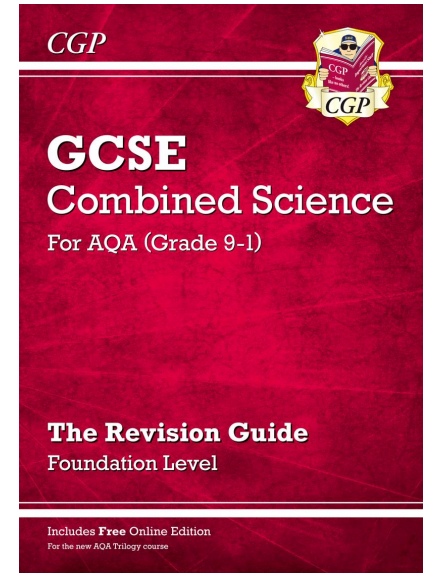 CGP
CGP
CGP
GCSE
Combined Science
For AQA (Grade 9-1)
The Revision Guide
Foundation Level
Includes Free Online Edition
For the new AQA Trilogy course